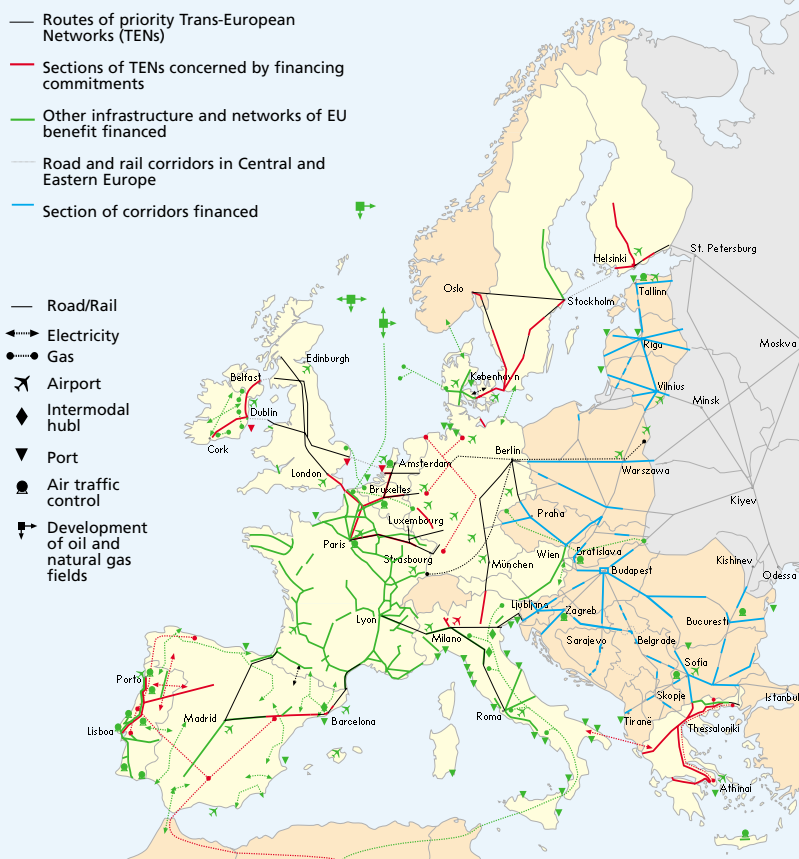 Routes of priority Trans-European
Networks (TENs)
Sections of TENs concerned by financing
commitments
Other infrastructure and networks of EU
benefit financed
Road and rail corridors in Central and
Eastern Europe
Section of corridors financed
Road/Rail
Electricity
Gas
Airport
Intermodal
hubl
Port
Air traffic
control
Development
of oil and
natural gas
fields
St. Petersburg
Helsinki
Oslo
Tallinn
Stockholm
Moskva
Riga
Edinburgh
København
Belfast
Vilnius
Minsk
Dublin
Cork
Berlin
Amsterdam
London
Warszawa
Bruxelles
Kyiev
Praha
Luxembourg
Paris
Wien
Bratislava
Strasbourg
Kishinev
München
Budapest
Odessa
Ljubljana
Zagreb
Lyon
Bucuresti
Milano
Sarajevo
Belgrade
Sofia
Porto
Skopje
Istanbul
Madrid
Roma
Barcelona
Tiranë
Lisboa
Thessaloniki
Athinai